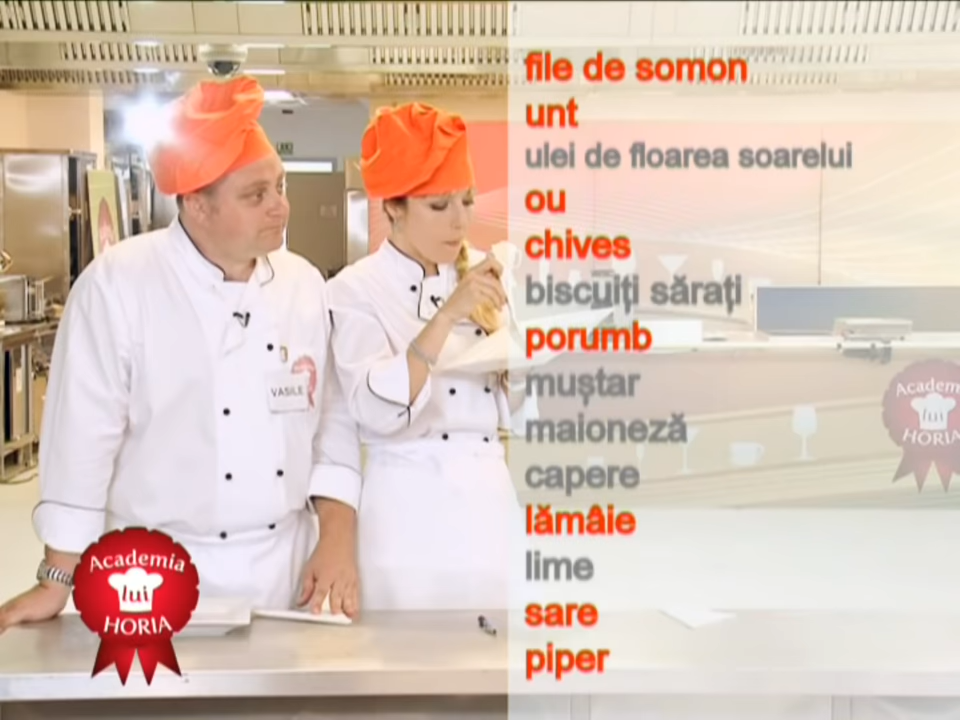 file de somon
unt
ulei de floarea soarelui
ou
chives
biscuiți sărați
porumb
muștar
maioneză
capere
lămâie
lime
sare
piper
VASILE
Academia
lui
HORIA
Academ
lui
HORIA